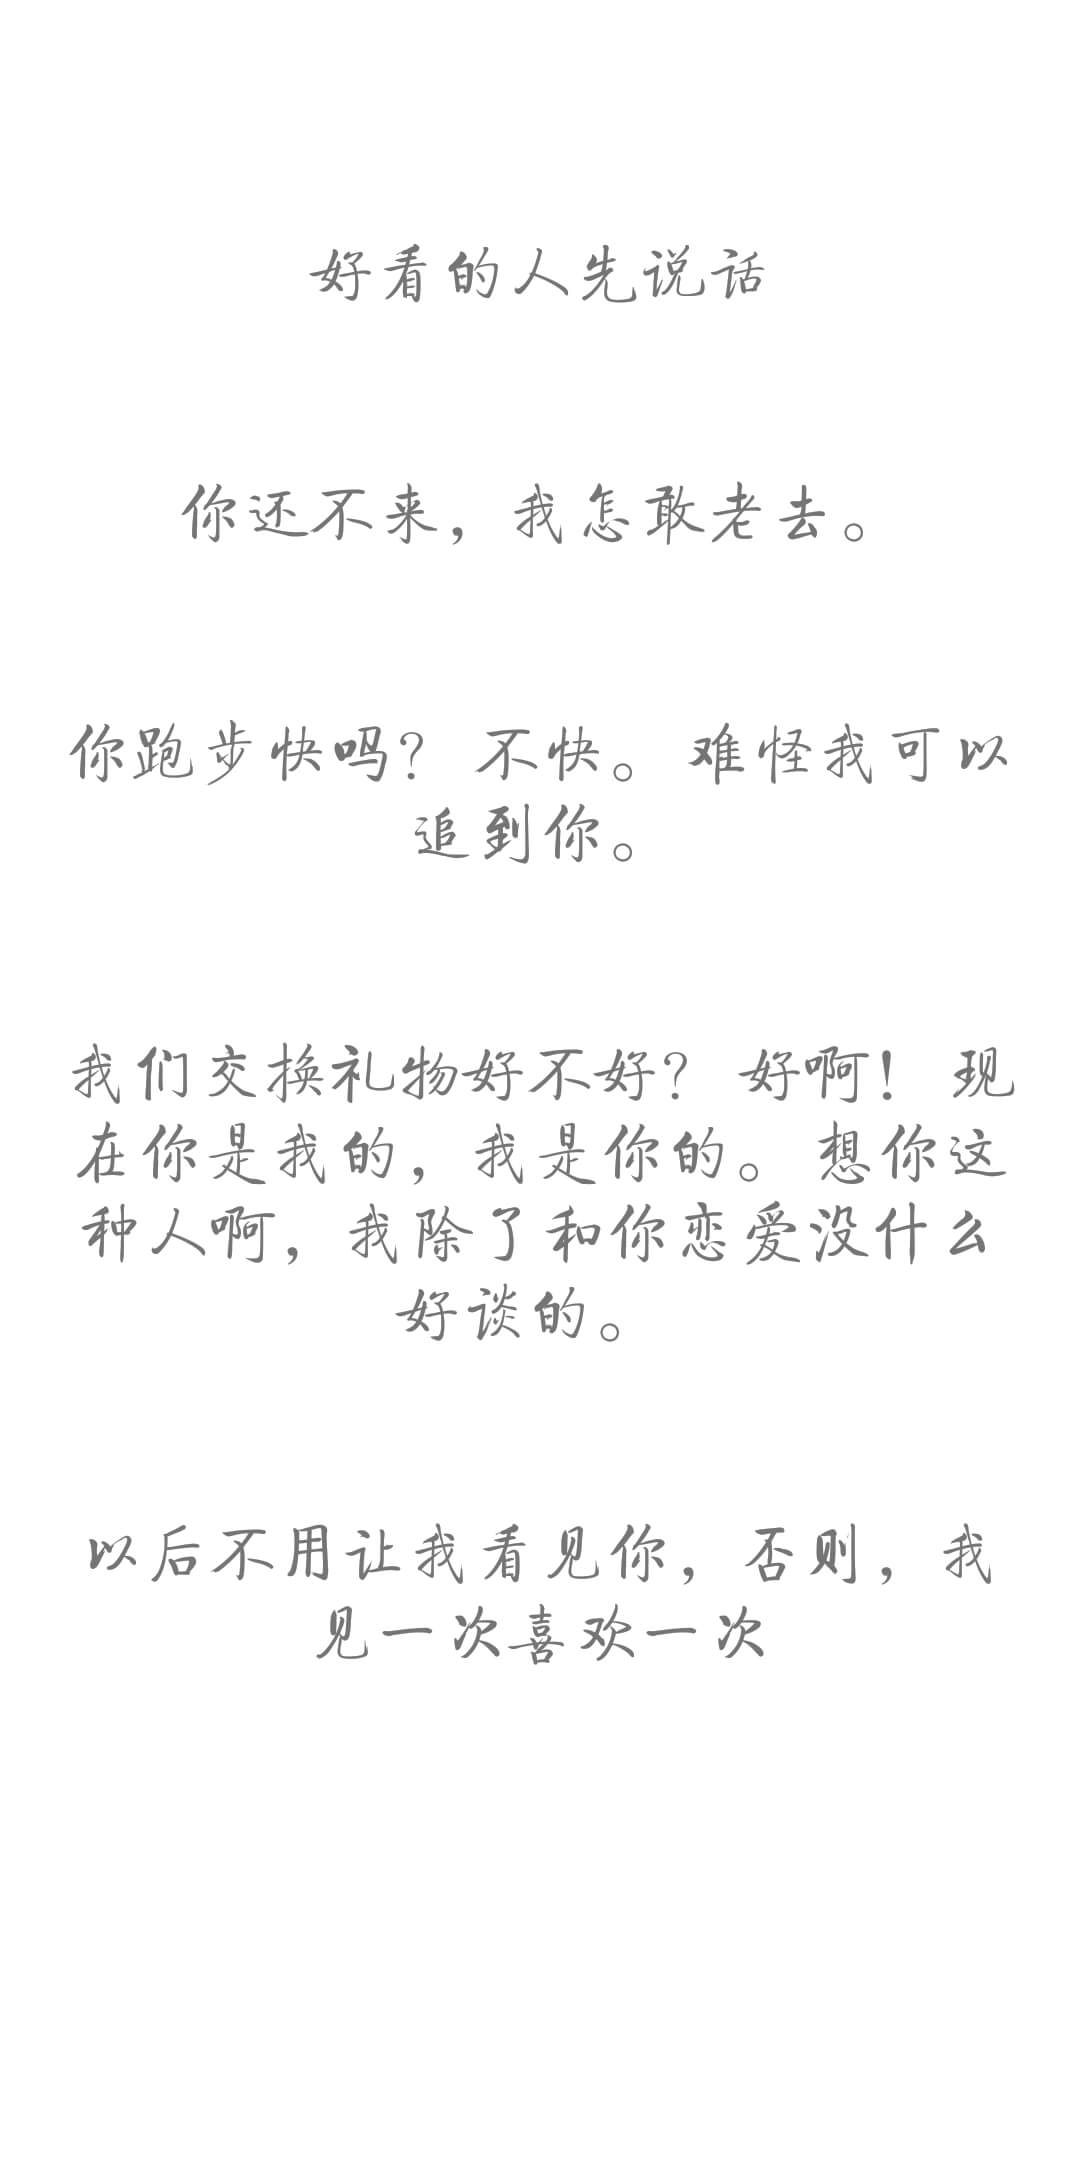 好看的人先说话
你还不来，我怎敢老去。
你跑步快吗？ 不快。 难怪我可以
追到你。
我们交换礼物好不好？ 好啊！ 现
在你是我的，我是你的。 想你这
种人啊，我除了和你恋爱没什么
好谈的。
以后不用让我看见你，否则，我
见一次喜欢一次